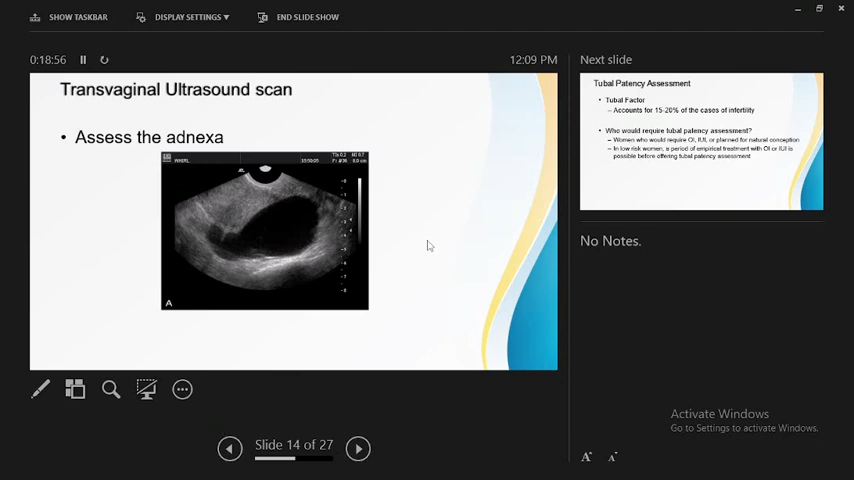 SHOW TASKBAR
DISPLAY SETTINGS ▼
END SLIDE SHOW
0:18:56
12:09 PM
Transvaginal Ultrasound scan
• Assess the adnexa
A
Slide 14 of 27
Next slide
Tubal Patency Assessment
• Tubal Factor
– Accounts for 15-20% of the cases of infertility
• Who would require tubal patency assessment?
– Women who would require OI, IUI, or planned for natural conception
– In low risk women, a period of empirical treatment with OI or IUI is
possible before offering tubal patency assessment
No Notes.
Activate Windows
Go to Settings to activate Windows.
A A